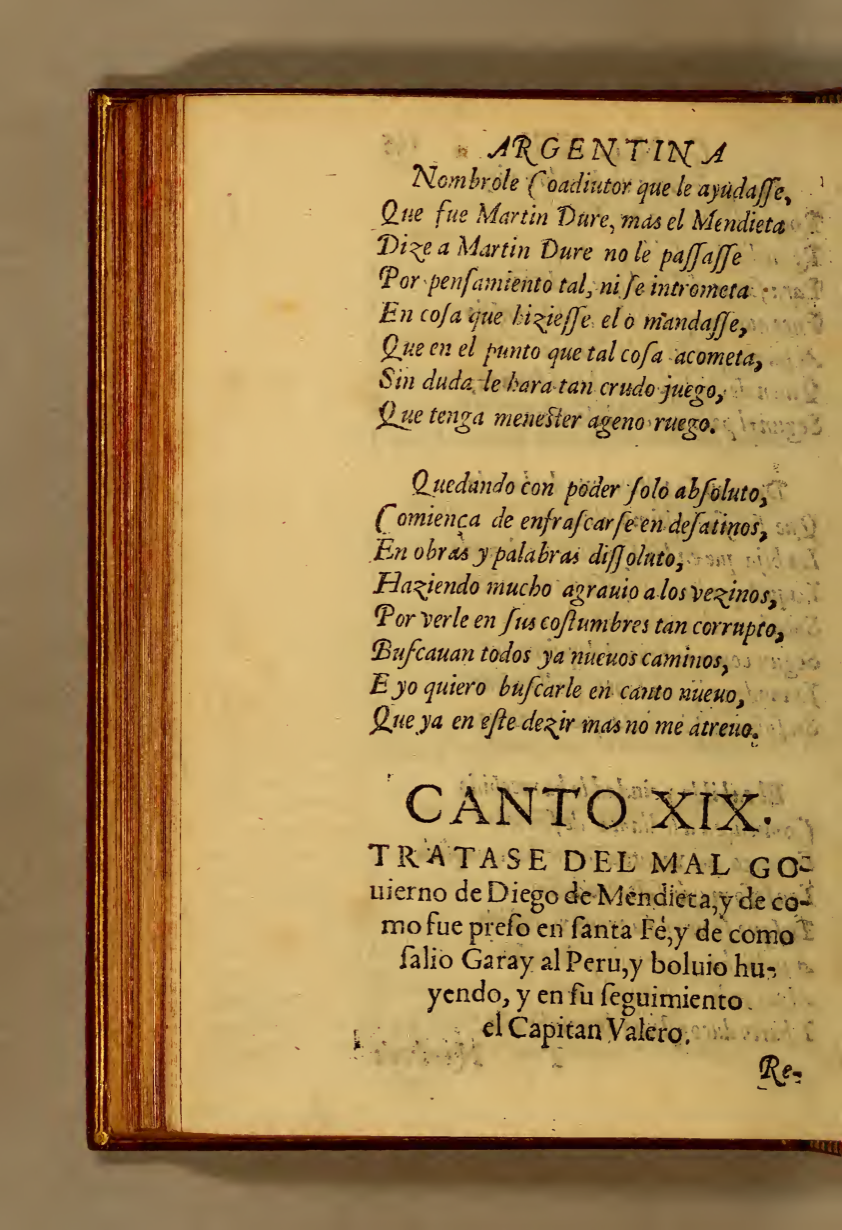 ARGENTINA
Nombrole Coadiutor que le ayudaſſe,
Que fue Martin Dure, mas el Mendieta
Dize a Martin Dure no le paſſaſſe
Por penſamiento tal, ni ſe intrometa
En coſa que hizieſſe el o mandaſſe,
Que en el punto que tal coſa acometa,
Sin duda le hara tan crudo juego,
Que tenga meneſter ageno ruego.
Quedando con poder ſolo abſoluto,
Comiença de enfraſcarſe en deſatinos,
En obras y palabras diſſoluto,
Haziendo mucho agrauio a los vezinos,
Por verle en ſus coſtumbres tan corrupto,
Buſcauan todos ya nueuos caminos,
E yo quiero buſcarle en canto nueuo,
Que ya en eſte dezir mas no me atreuo.
CANTO XIX.
TRATASE DEL MAL GO-
uierno de Diego de Mendieta, y de co-
mo fue preſo en ſanta Fé, y de como
ſalio Garay al Peru, y boluio hu-
yendo, y en ſu ſeguimiento
el Capitan Valero.
Re-